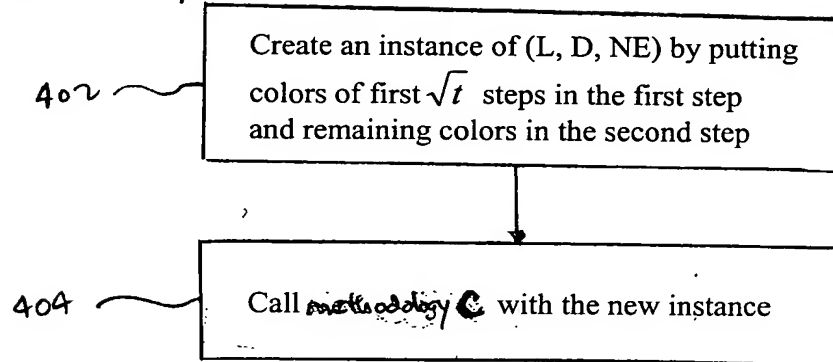 Create an instance of (L, D, NE) by putting
402 colors of first √t steps in the first step
and remaining colors in the second step
404 Call methodology C with the new instance